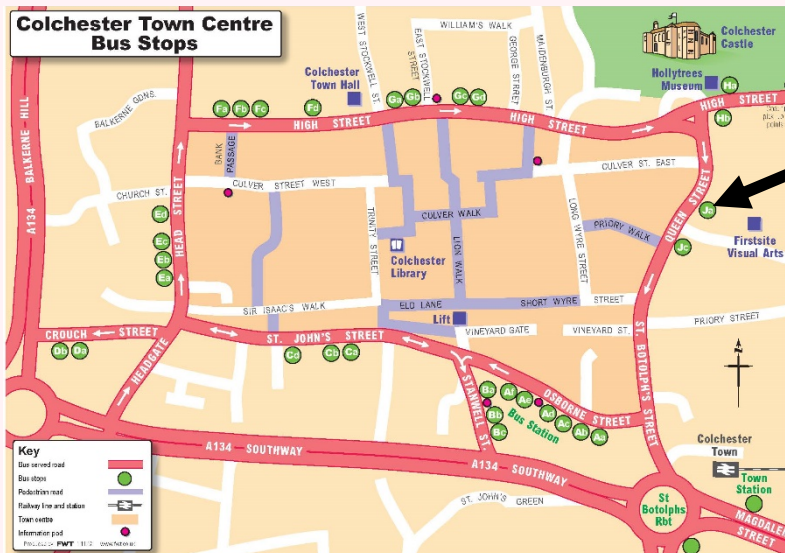 Colchester Town Centre
Bus Stops
WEST STOCKWELL ST.
EAST STOCKWELL STREET
WILLIAM'S WALK
GEORGE STREET
MAIDENBURGH ST.
Colchester
Castle
Hollytrees
Museum
Colchester
Town Hall
BALKERNE GDNS.
A134 BALKERNE HILL
Fa Fb Fc Fd
Ga Gb Gc Gd
Ha
Hb
HIGH STREET
HIGH STREET
HIGH STREET
BANK PASSAGE
CULVER ST. EAST
CHURCH ST.
CULVER STREET WEST
Ed
Ec
Eb
Ea
HEAD STREET
TRINITY STREET
CULVER WALK
LION WALK
LONG WYRE STREET
QUEEN STREET
Ja
PRIORY WALK
Jc
Firstsite
Visual Arts
Colchester
Library
SIR ISAAC'S WALK
ELD LANE
SHORT WYRE STREET
Lift
VINEYARD GATE
VINEYARD ST.
PRIORY STREET
CROUCH STREET
Db Da
HEADGATE
ST. JOHN'S STREET
Cd Cb Ca
STANWELL ST.
Ba Af Ae
Bb Ad Ac Ab Aa
Bc
Bus Station
OSBORNE STREET
ST. BOTOLPH'S STREET
N
A134 SOUTHWAY
A134 SOUTHWAY
ST. JOHN'S GREEN
Colchester
Town
Town
Station
St
Botolphs
Rbt
MAGDALEN
STREET
Key
Bus served road
Bus stops
Pedestrian road
Railway line and station
Town centre
Information pod
FWT